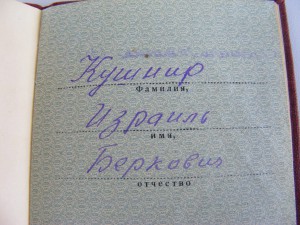 Кушнир
Фамилия,
Израиль
имя,
Беркович
отчество